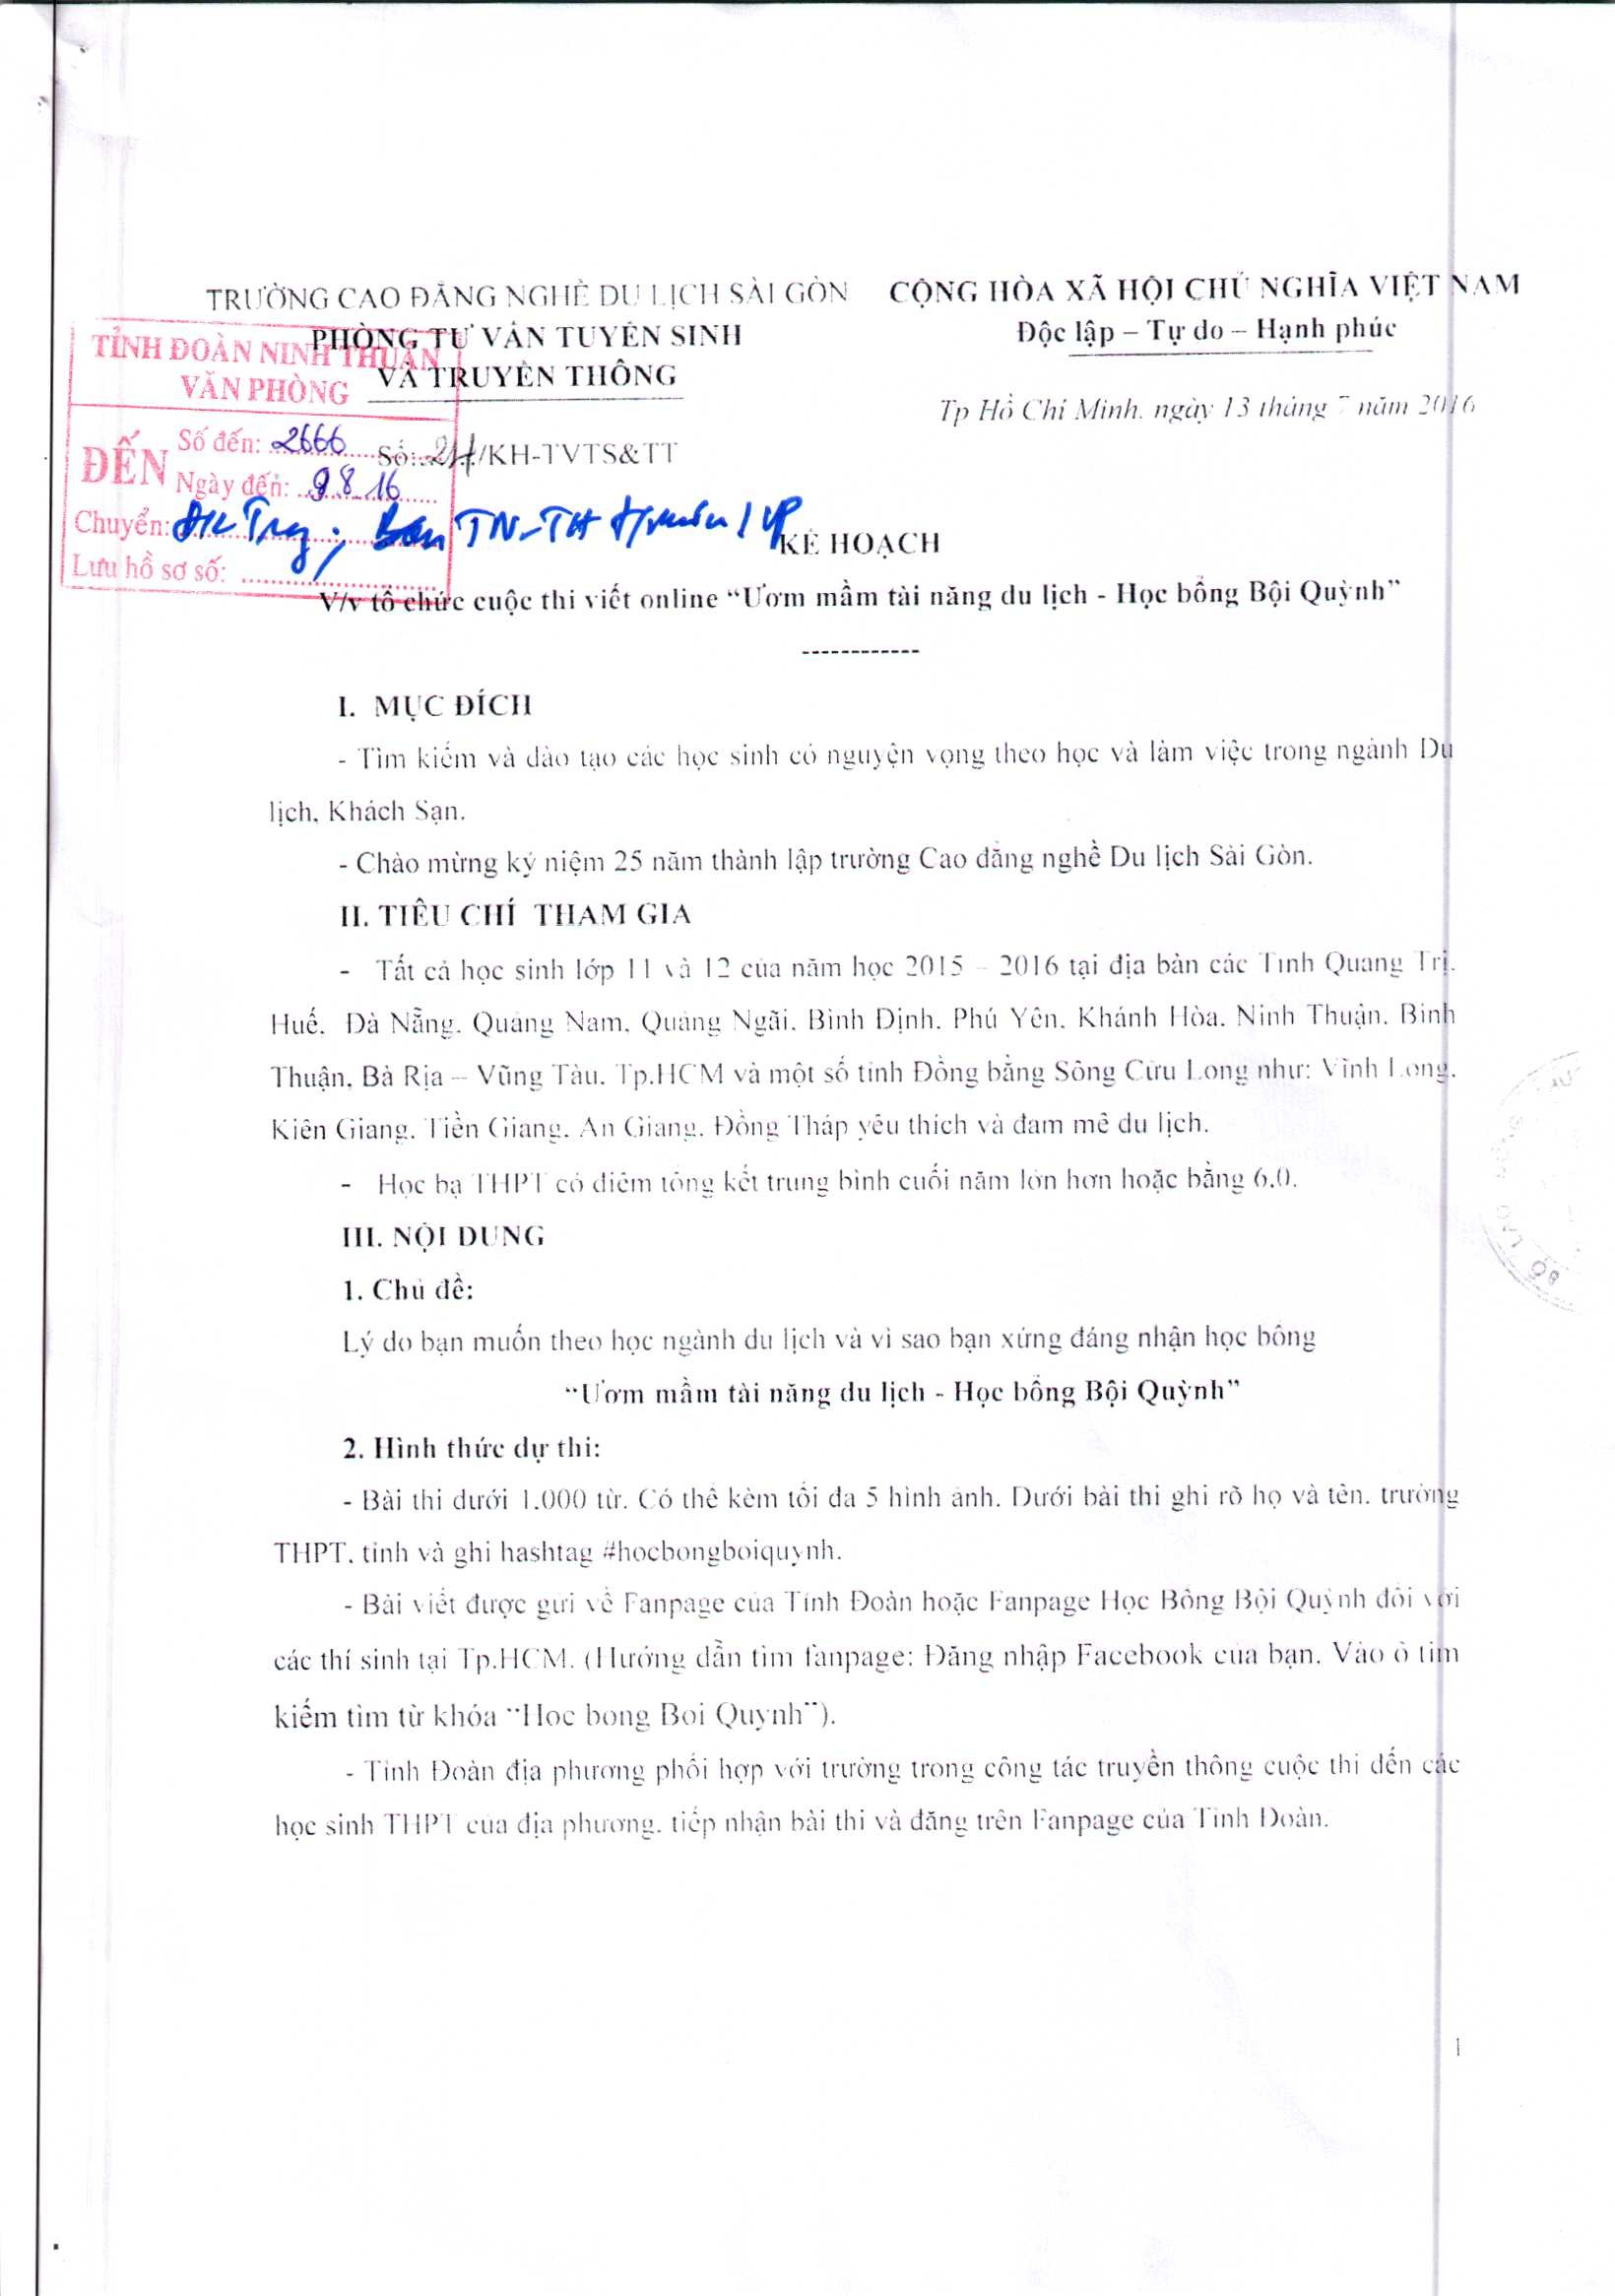 TRƯỜNG CAO ĐẲNG NGHỀ DU LỊCH SÀI GÒN
PHÒNG TƯ VẤN TUYỂN SINH
VÀ TRUYỀN THÔNG
CỘNG HÒA XÃ HỘI CHỦ NGHĨA VIỆT NAM
Độc lập – Tự do – Hạnh phúc
Tp Hồ Chí Minh, ngày 13 tháng 7 năm 2016
TỈNH ĐOÀN NINH THUẬN
VĂN PHÒNG
ĐẾN
Số đến: 2666
Ngày đến: 9.8.16
Chuyển:
Lưu hồ sơ số:
Số: /KH-TVTS&TT
KẾ HOẠCH
V/v tổ chức cuộc thi viết online “Ươm mầm tài năng du lịch - Học bổng Bội Quỳnh”
------------
I. MỤC ĐÍCH
- Tìm kiếm và đào tạo các học sinh có nguyện vọng theo học và làm việc trong ngành Du
lịch, Khách Sạn.
- Chào mừng kỷ niệm 25 năm thành lập trường Cao đẳng nghề Du lịch Sài Gòn.
II. TIÊU CHÍ THAM GIA
- Tất cả học sinh lớp 11 và 12 của năm học 2015 – 2016 tại địa bàn các Tỉnh Quảng Trị,
Huế, Đà Nẵng, Quảng Nam, Quảng Ngãi, Bình Định, Phú Yên, Khánh Hòa, Ninh Thuận, Bình
Thuận, Bà Rịa – Vũng Tàu, Tp.HCM và một số tỉnh Đồng bằng Sông Cửu Long như: Vĩnh Long,
Kiên Giang, Tiền Giang, An Giang, Đồng Tháp yêu thích và đam mê du lịch.
- Học bạ THPT có điểm tổng kết trung bình cuối năm lớn hơn hoặc bằng 6,0.
III. NỘI DUNG
1. Chủ đề:
Lý do bạn muốn theo học ngành du lịch và vì sao bạn xứng đáng nhận học bổng
“Ươm mầm tài năng du lịch - Học bổng Bội Quỳnh”
2. Hình thức dự thi:
- Bài thi dưới 1.000 từ. Có thể kèm tối đa 5 hình ảnh. Dưới bài thi ghi rõ họ và tên, trường
THPT, tỉnh và ghi hashtag #hocbongboiquynh.
- Bài viết được gửi về Fanpage của Tỉnh Đoàn hoặc Fanpage Học Bổng Bội Quỳnh đối với
các thí sinh tại Tp.HCM. (Hướng dẫn tìm fanpage: Đăng nhập Facebook của bạn. Vào ô tìm
kiếm tìm từ khóa “Hoc bong Boi Quynh”).
- Tỉnh Đoàn địa phương phối hợp với trường trong công tác truyền thông cuộc thi đến các
học sinh THPT của địa phương, tiếp nhận bài thi và đăng trên Fanpage của Tỉnh Đoàn.
1